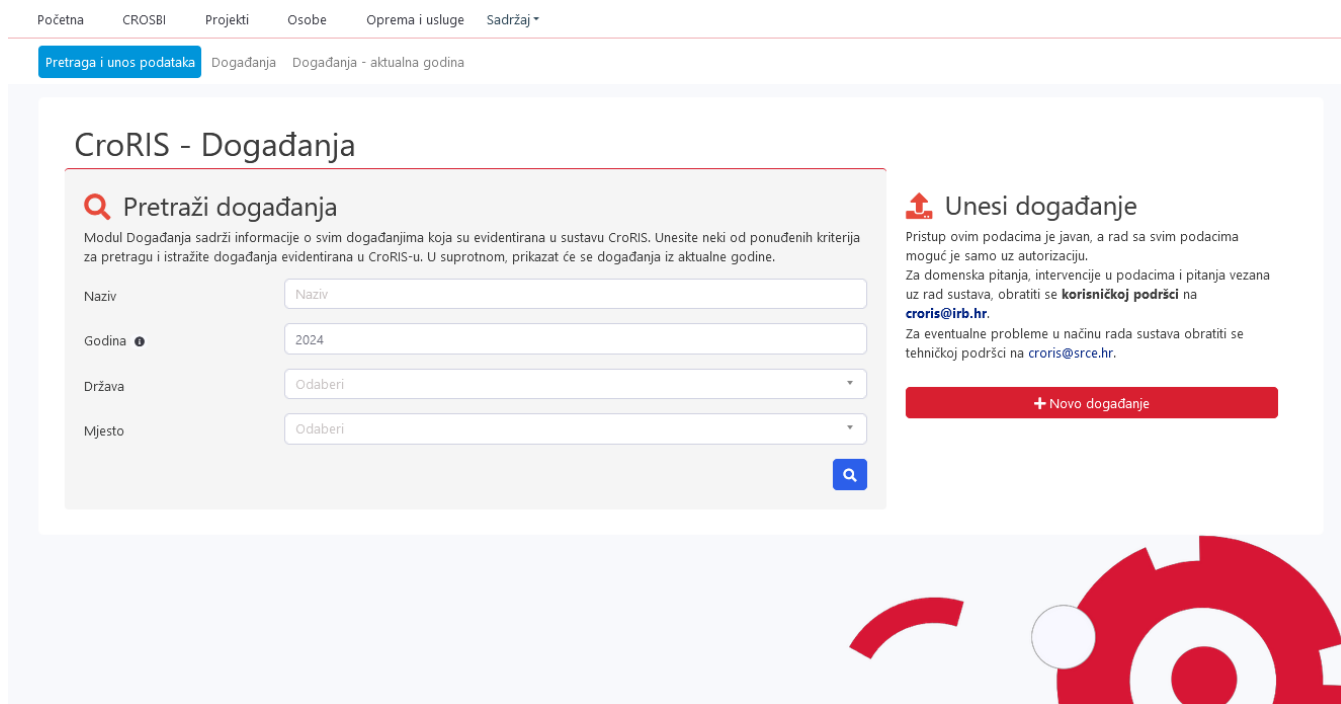 Početna CROSBI Projekti Osobe Oprema i usluge Sadržaj
Pretraga i unos podataka Događanja Događanja - aktualna godina
CroRIS - Događanja
Pretraži događanja
Modul Događanja sadrži informacije o svim događanjima koja su evidentirana u sustavu CroRIS. Unesite neki od ponuđenih kriterija
za pretragu i istražite događanja evidentirana u CroRIS-u. U suprotnom, prikazat će se događanja iz aktualne godine.
Naziv Naziv
Godina 2024
Država Odaberi
Mjesto Odaberi
Unesi događanje
Pristup ovim podacima je javan, a rad sa svim podacima
moguć je samo uz autorizaciju.
Za domenska pitanja, intervencije u podacima i pitanja vezana
uz rad sustava, obratiti se korisničkoj podršci na
croris@irb.hr.
Za eventualne probleme u načinu rada sustava obratiti se
tehničkoj podršci na croris@srce.hr.
Novo događanje